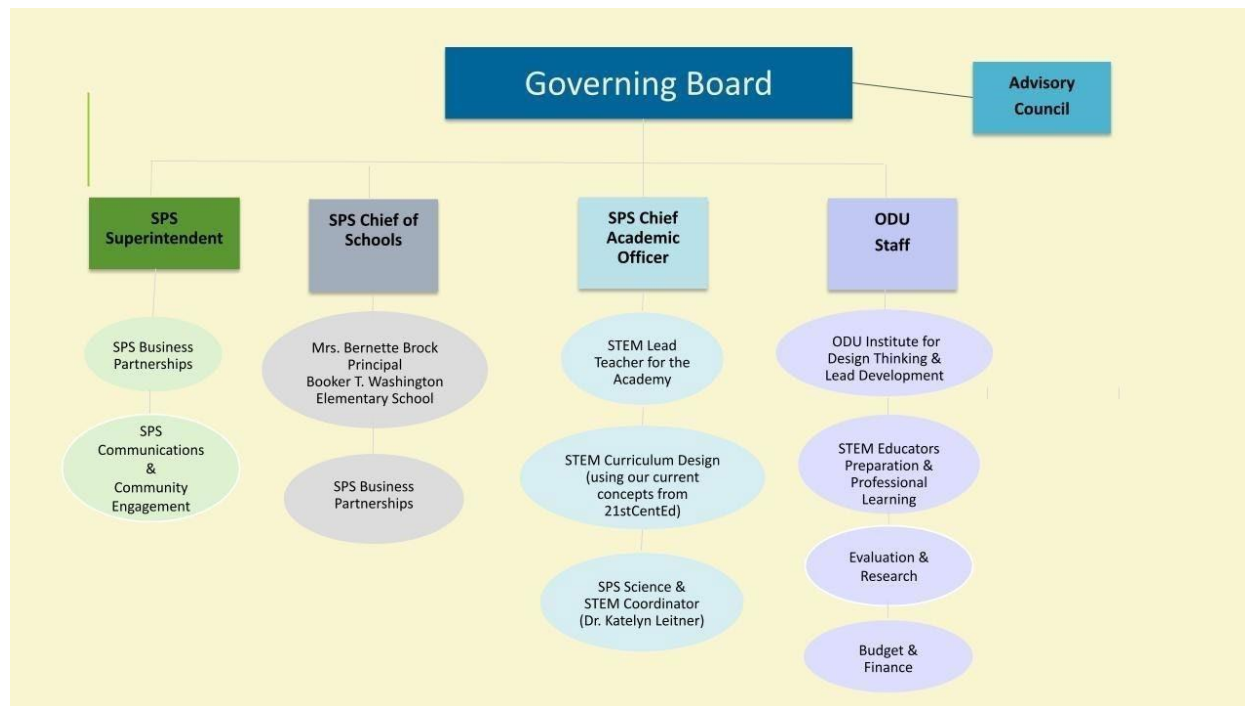 Governing Board
Advisory
Council
SPS
Superintendent
SPS Chief of
Schools
SPS Chief
Academic
Officer
ODU
Staff
SPS Business
Partnerships
SPS
Communications
&
Community
Engagement
Mrs. Bernette Brock
Principal
Booker T. Washington
Elementary School
SPS Business
Partnerships
STEM Lead
Teacher for the
Academy
STEM Curriculum Design
(using our current
concepts from
21stCentEd)
SPS Science &
STEM Coordinator
(Dr. Katelyn Leitner)
ODU Institute for
Design Thinking &
Lead Development
STEM Educators
Preparation &
Professional
Learning
Evaluation &
Research
Budget &
Finance